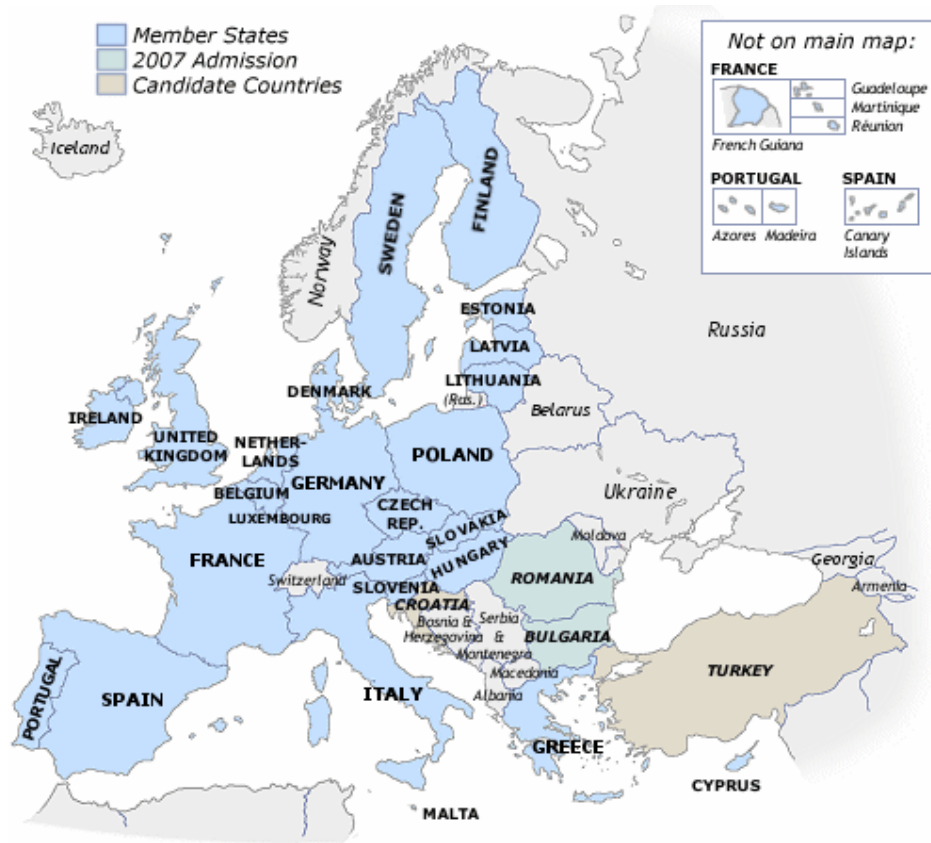 Member States
2007 Admission
Candidate Countries
Not on main map:
FRANCE
Guadeloupe
Martinique
Réunion
French Guiana
PORTUGAL
SPAIN
Azores
Madeira
Canary
Islands
Iceland
Norway
SWEDEN
FINLAND
Russia
ESTONIA
LATVIA
LITHUANIA
(Rus.)
DENMARK
Belarus
IRELAND
UNITED
KINGDOM
NETHER-
LANDS
POLAND
BELGIUM
GERMANY
Ukraine
LUXEMBOURG
CZECH
REP.
SLOVAKIA
Moldova
FRANCE
AUSTRIA
HUNGARY
Switzerland
SLOVENIA
ROMANIA
Georgia
Armenia
CROATIA
Bosnia &
Herzegovina
Serbia
&
Montenegra
BULGARIA
Macedania
Albania
TURKEY
PORTUGAL
SPAIN
ITALY
GREECE
CYPRUS
MALTA